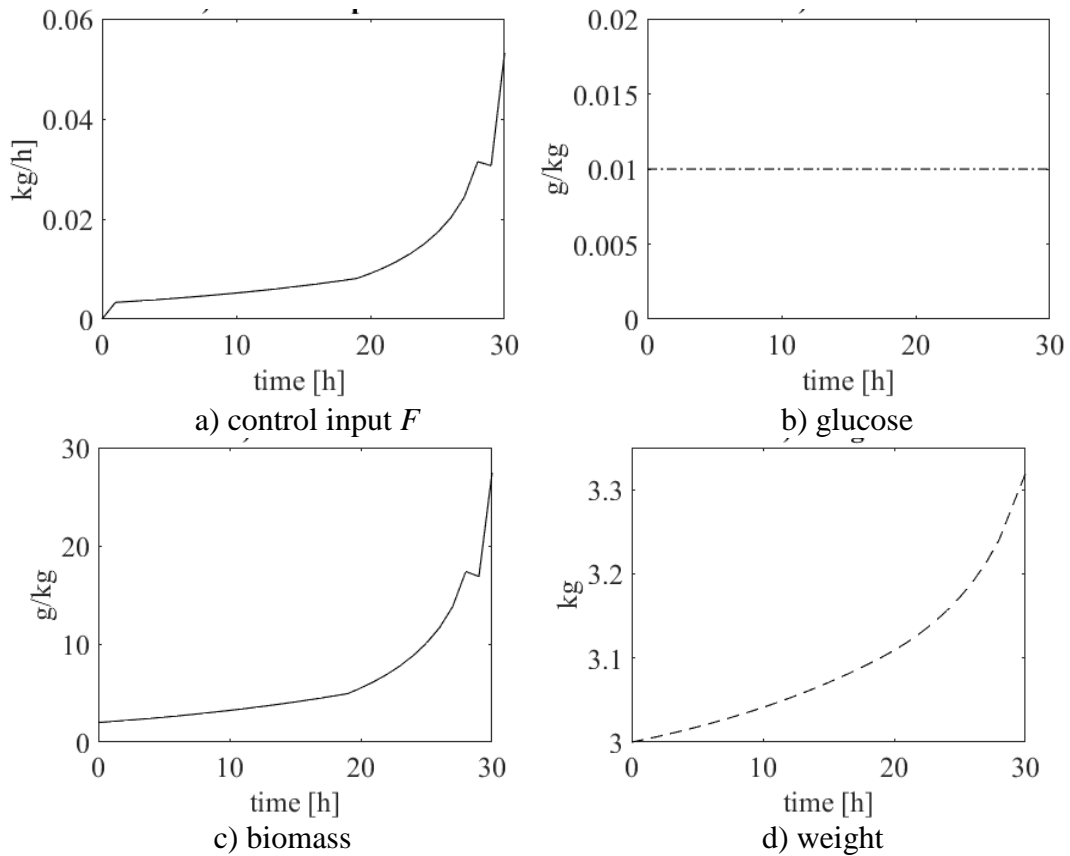 0.06
0.04
0.02
0
kg/h]
0 10 20 30
time [h]
a) control input F
0.02
0.015
0.01
0.005
0
g/kg
0 10 20 30
time [h]
b) glucose
30
20
10
0
g/kg
0 10 20 30
time [h]
c) biomass
3.3
3.2
3.1
3
kg
0 10 20 30
time [h]
d) weight